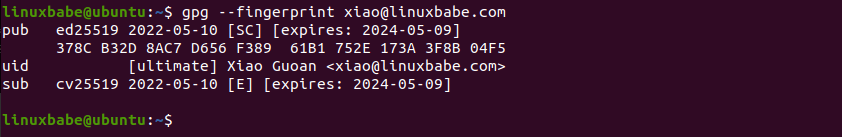 linuxbabe@ubuntu:~$ gpg --fingerprint xiao@linuxbabe.com
pub   ed25519 2022-05-10 [SC] [expires: 2024-05-09]
      378C B32D 8AC7 D656 F389  61B1 752E 173A 3F8B 04F5
uid           [ultimate] Xiao Guoan <xiao@linuxbabe.com>
sub   cv25519 2022-05-10 [E] [expires: 2024-05-09]
linuxbabe@ubuntu:~$